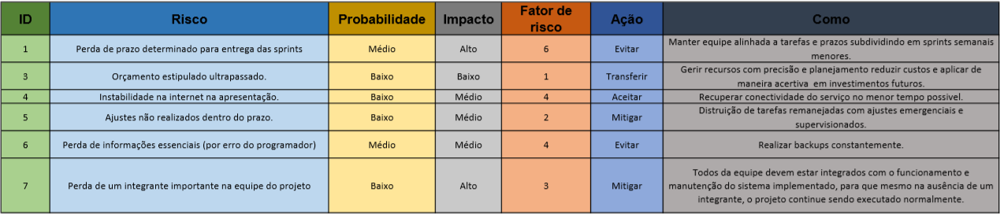 ID Risco Probabilidade Impacto Fator de risco Ação Como
1 Perda de prazo determinado para entrega das sprints Médio Alto 6 Evitar Manter equipe alinhada a tarefas e prazos subdividindo em sprints semanais
menores.
3 Orçamento estipulado ultrapassado. Baixo Baixo 1 Transferir Gerir recursos com precisão e planejamento reduzir custos e aplicar de
maneira acertiva em investimentos futuros.
4 Instabilidade na internet na apresentação. Baixo Médio 4 Aceitar Recuperar conectividade do serviço no menor tempo possivel.
5 Ajustes não realizados dentro do prazo. Baixo Médio 2 Mitigar Distruição de tarefas remanejadas com ajustes emergenciais e
supervisionados.
6 Perda de informações essenciais (por erro do programador) Médio Médio 4 Evitar Realizar backups constantemente.
7 Perda de um integrante importante na equipe do projeto Baixo Alto 3 Mitigar Todos da equipe devem estar integrados com o funcionamento e
manutenção do sistema implementado, para que mesmo na ausência de um
integrante, o projeto continue sendo executado normalmente.